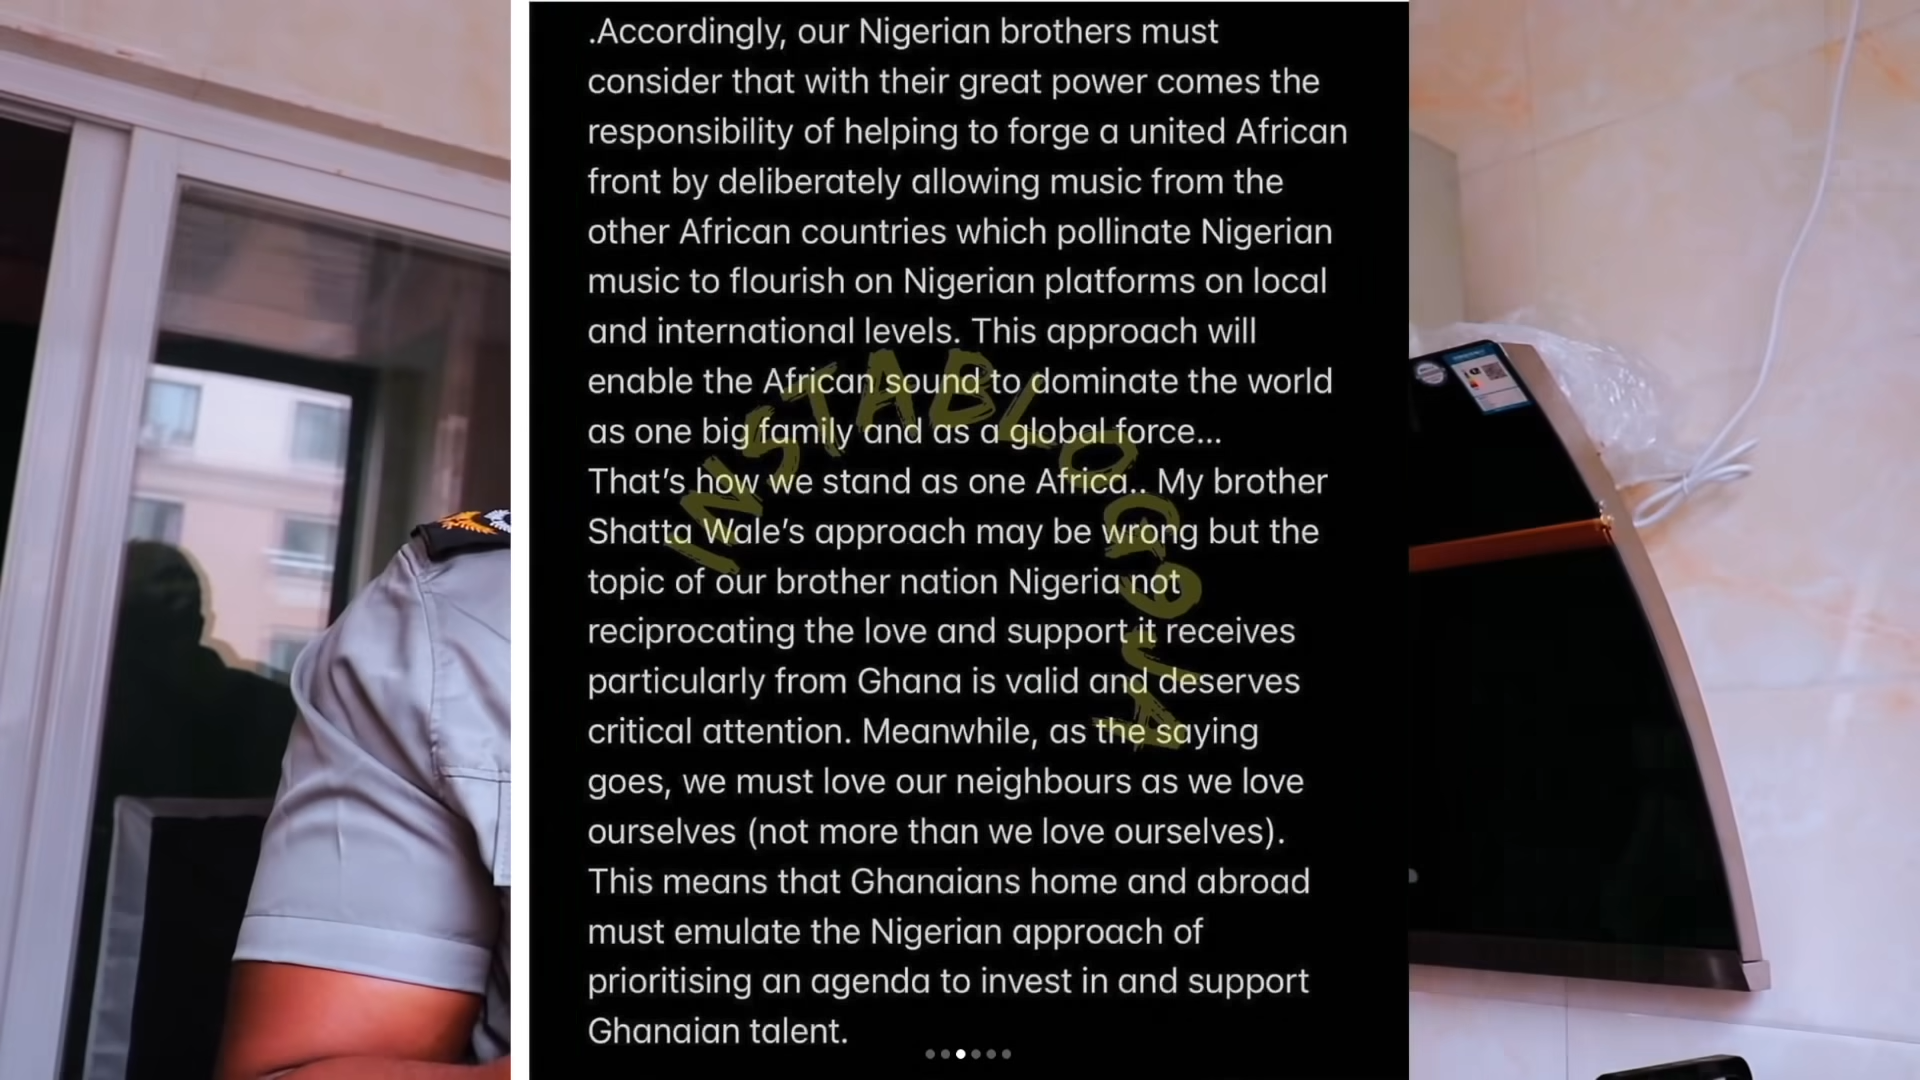 .Accordingly, our Nigerian brothers must
consider that with their great power comes the
responsibility of helping to forge a united African
front by deliberately allowing music from the
other African countries which pollinate Nigerian
music to flourish on Nigerian platforms on local
and international levels. This approach will
enable the African sound to dominate the world
as one big family and as a global force...
That’s how we stand as one Africa.. My brother
Shatta Wale’s approach may be wrong but the
topic of our brother nation Nigeria not
reciprocating the love and support it receives
particularly from Ghana is valid and deserves
critical attention. Meanwhile, as the saying
goes, we must love our neighbours as we love
ourselves (not more than we love ourselves).
This means that Ghanaians home and abroad
must emulate the Nigerian approach of
prioritising an agenda to invest in and support
Ghanaian talent.
INSTABLOG9JA